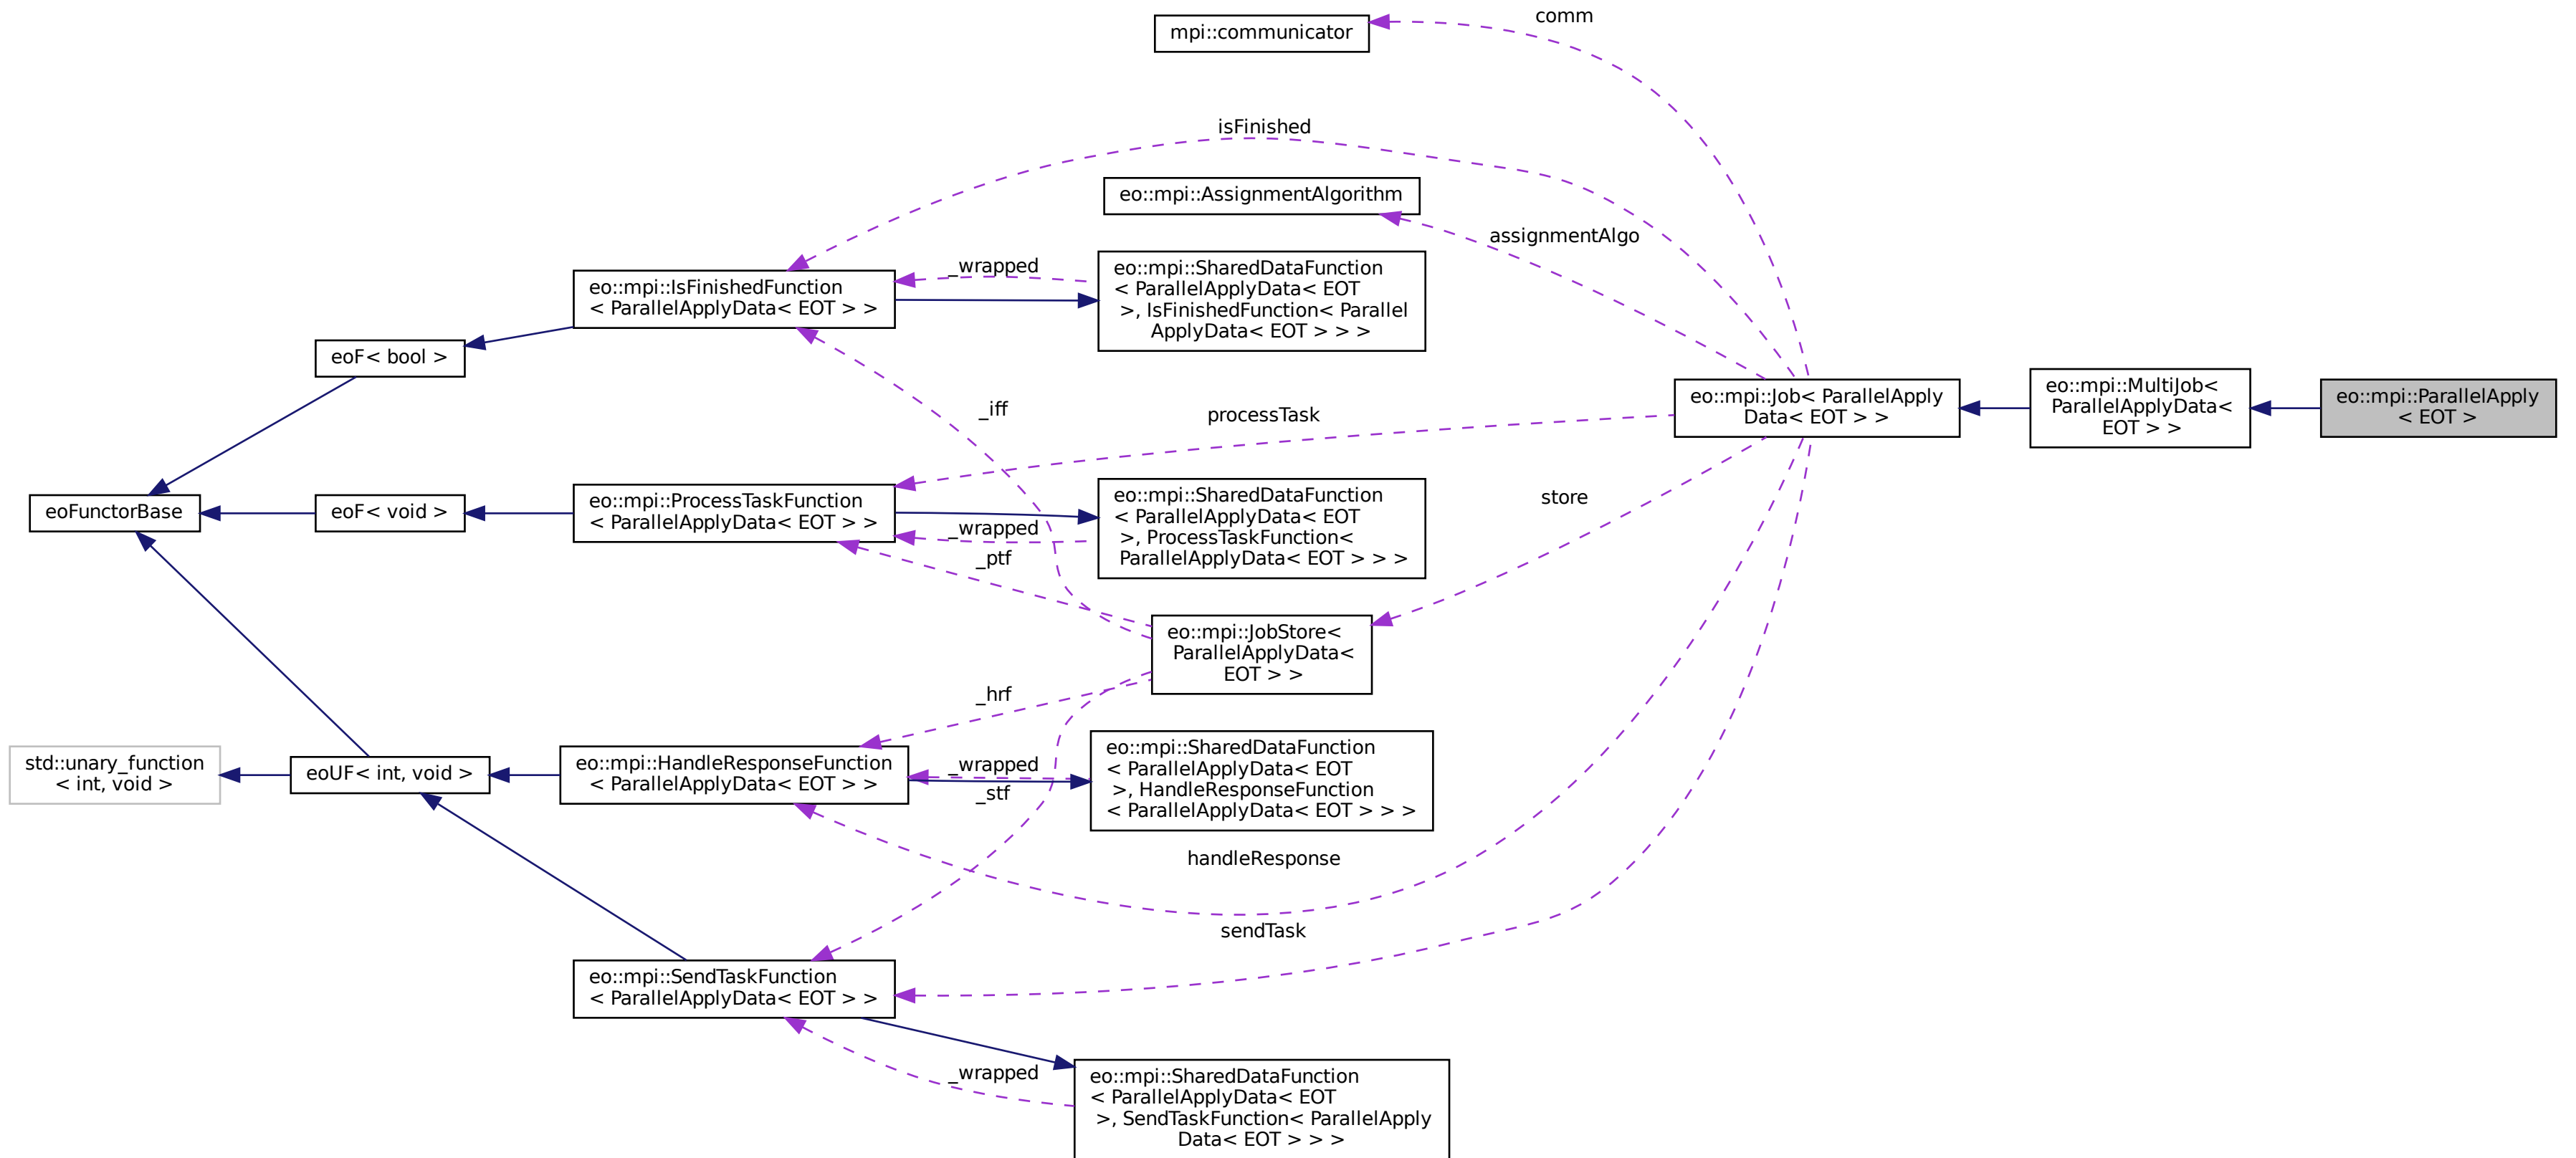 comm
mpi::communicator
isFinished
eo::mpi::AssignmentAlgorithm
assignmentAlgo
_wrapped
eo::mpi::SharedDataFunction
< ParallelApplyData< EOT
>, IsFinishedFunction< Parallel
ApplyData< EOT > > >
eo::mpi::IsFinishedFunction
< ParallelApplyData< EOT > >
eoF< bool >
_iff
processTask
eo::mpi::Job< ParallelApply
Data< EOT > >
eo::mpi::MultiJob<
ParallelApplyData<
EOT > >
eo::mpi::ParallelApply
< EOT >
eoFunctorBase
eoF< void >
eo::mpi::ProcessTaskFunction
< ParallelApplyData< EOT > >
_wrapped
_ptf
eo::mpi::SharedDataFunction
< ParallelApplyData< EOT
>, ProcessTaskFunction<
ParallelApplyData< EOT > > >
store
eo::mpi::JobStore<
ParallelApplyData<
EOT > >
_hrf
std::unary_function
< int, void >
eoUF< int, void >
eo::mpi::HandleResponseFunction
< ParallelApplyData< EOT > >
_wrapped
_stf
eo::mpi::SharedDataFunction
< ParallelApplyData< EOT
>, HandleResponseFunction
< ParallelApplyData< EOT > > >
handleResponse
sendTask
eo::mpi::SendTaskFunction
< ParallelApplyData< EOT > >
_wrapped
eo::mpi::SharedDataFunction
< ParallelApplyData< EOT
>, SendTaskFunction< ParallelApply
Data< EOT > > >